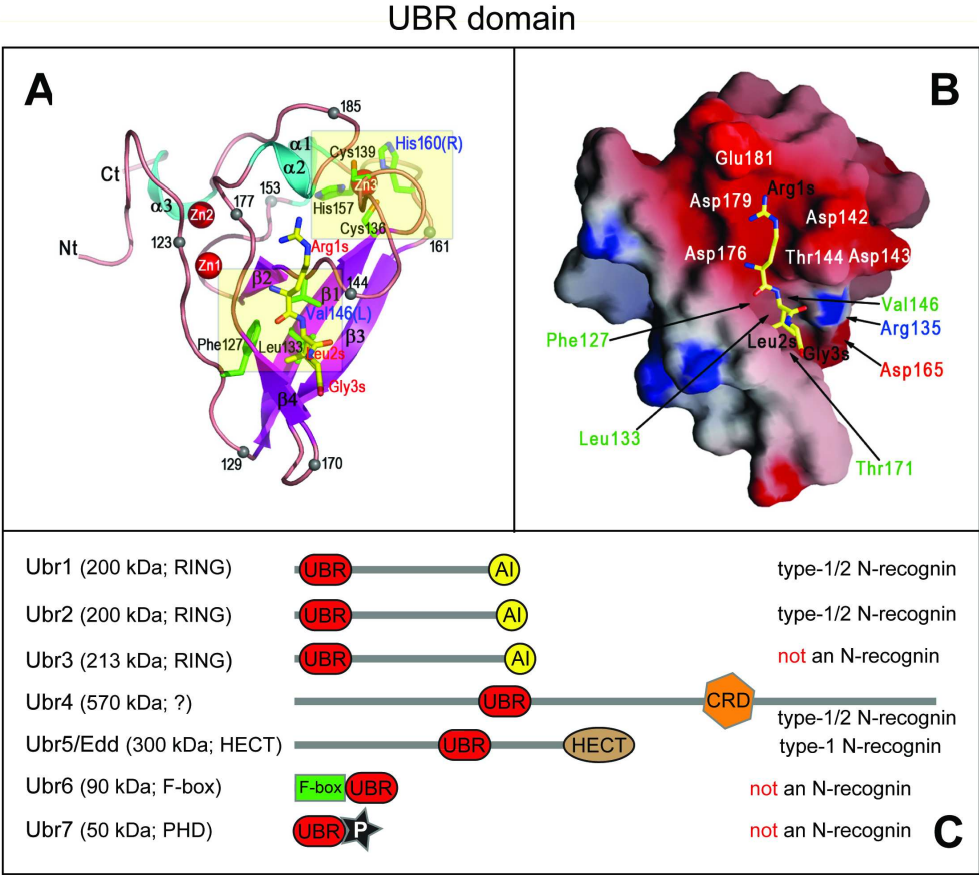 UBR domain
A
185
α1
α2
Cys139
His160(R)
Ct
Zn3
α3
153
177
His157
Zn2
Nt
123
Cys136
161
Arg1s
Zn1
β2
144
β1
Val146(L)
β3
Phe127
Leu133
Leu2s
Gly3s
β4
129
170
B
Glu181
Arg1s
Asp179
Asp142
Asp176
Thr144
Asp143
Val146
Phe127
Arg135
Leu2s
Gly3s
Asp165
Leu133
Thr171
Ubr1 (200 kDa; RING) UBR AI type-1/2 N-recognin
Ubr2 (200 kDa; RING) UBR AI type-1/2 N-recognin
Ubr3 (213 kDa; RING) UBR AI not an N-recognin
Ubr4 (570 kDa; ?) UBR CRD
type-1/2 N-recognin
Ubr5/Edd (300 kDa; HECT) UBR HECT type-1 N-recognin
Ubr6 (90 kDa; F-box) F-box UBR not an N-recognin
Ubr7 (50 kDa; PHD) UBR P not an N-recognin
C